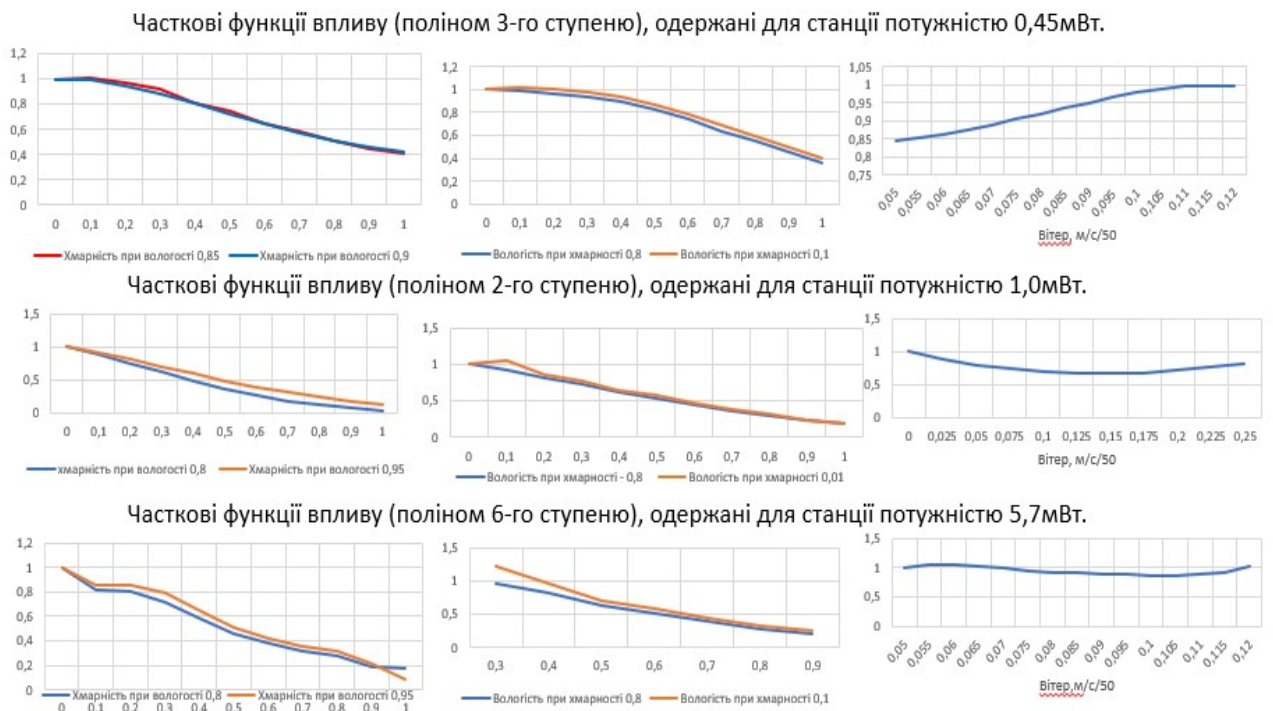 Часткові функції впливу (поліном 3-го ступеню), одержані для станції потужністю 0,45мВт.
1,2
1
0,8
0,6
0,4
0,2
0
0 0,1 0,2 0,3 0,4 0,5 0,6 0,7 0,8 0,9 1
Хмарність при вологості 0,85 Хмарність при вологості 0,9
1,2
1
0,8
0,6
0,4
0,2
0
0 0,1 0,2 0,3 0,4 0,5 0,6 0,7 0,8 0,9 1
Вологість при хмарності 0,8 Вологість при хмарності 0,1
1,05
1
0,95
0,9
0,85
0,8
0,75
0,05 0,055 0,06 0,065 0,07 0,075 0,08 0,085 0,09 0,095 0,1 0,105 0,11 0,115 0,12
Вітер, м/с/50
Часткові функції впливу (поліном 2-го ступеню), одержані для станції потужністю 1,0мВт.
1,5
1
0,5
0
0 0,1 0,2 0,3 0,4 0,5 0,6 0,7 0,8 0,9 1
хмарність при вологості 0,8 Хмарність при вологості 0,95
1,5
1
0,5
0
0 0,1 0,2 0,3 0,4 0,5 0,6 0,7 0,8 0,9 1
Вологість при хмарності - 0,8 Вологість при хмарності 0,01
1,5
1
0,5
0
0 0,025 0,05 0,075 0,1 0,125 0,15 0,175 0,2 0,225 0,25
Вітер, м/с/50
Часткові функції впливу (поліном 6-го ступеню), одержані для станції потужністю 5,7мВт.
1,2
1
0,8
0,6
0,4
0,2
0
Хмарність при вологості 0,8 Хмарність при вологості 0,95
0 0,1 0,2 0,3 0,4 0,5 0,6 0,7 0,8 0,9 1
1,5
1
0,5
0
0,3 0,4 0,5 0,6 0,7 0,8 0,9
Вологість при хмарності 0,8 Вологість при хмарності 0,1
1,5
1
0,5
0
0,05 0,055 0,06 0,065 0,07 0,075 0,08 0,085 0,09 0,095 0,1 0,105 0,11 0,115 0,12
Вітер,м/с/50